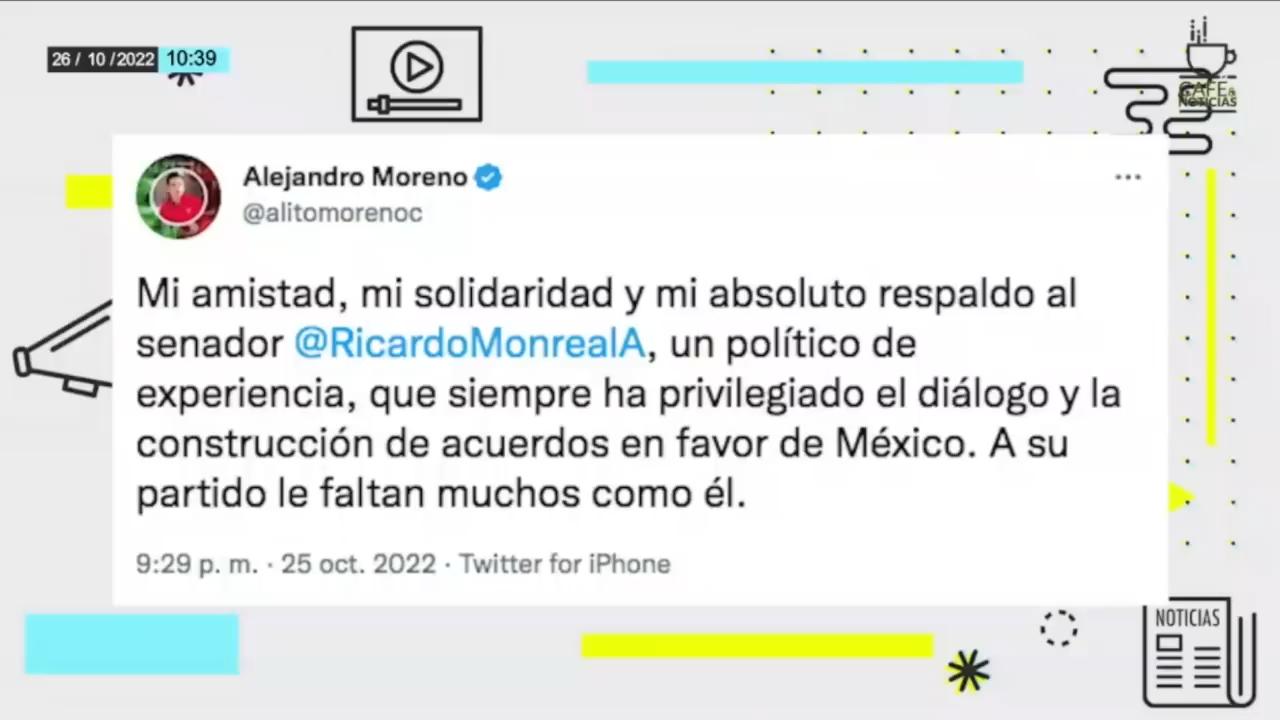 26 / 10 /2022 10:39
CAFE&
NOTICIAS
Alejandro Moreno
@alitomorenoc
Mi amistad, mi solidaridad y mi absoluto respaldo al
senador @RicardoMonrealA, un político de
experiencia, que siempre ha privilegiado el diálogo y la
construcción de acuerdos en favor de México. A su
partido le faltan muchos como él.
9:29 p. m. · 25 oct. 2022 · Twitter for iPhone
NOTICIAS